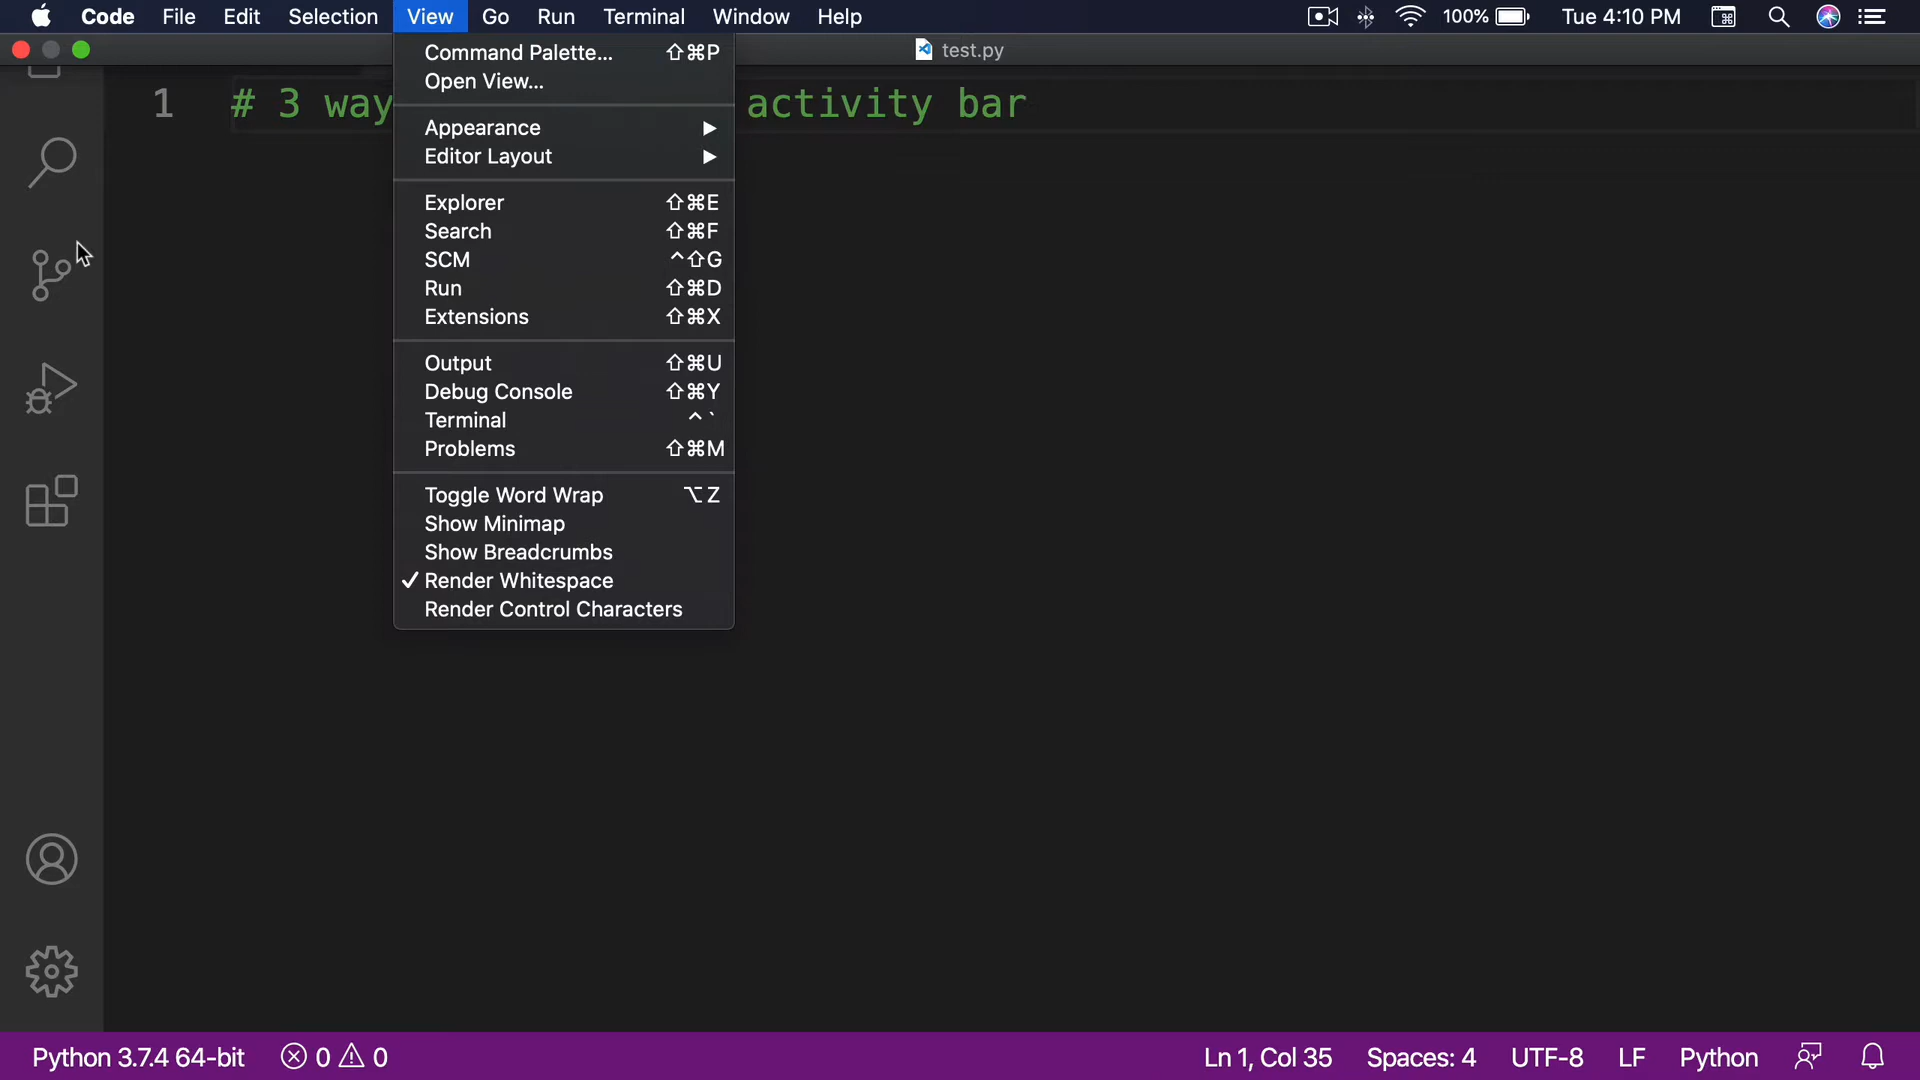 Code File Edit Selection View Go Run Terminal Window Help 100% Tue 4:10 PM
test.py
Command Palette... ⇧⌘P
Open View...
1 # 3 way activity bar
Appearance ▶
Editor Layout ▶
Explorer ⇧⌘E
Search ⇧⌘F
SCM ^⇧G
Run ⇧⌘D
Extensions ⇧⌘X
Output ⇧⌘U
Debug Console ⇧⌘Y
Terminal ^`
Problems ⇧⌘M
Toggle Word Wrap ⌥Z
Show Minimap
Show Breadcrumbs
✓ Render Whitespace
Render Control Characters
Python 3.7.4 64-bit 0 0 Ln 1, Col 35 Spaces: 4 UTF-8 LF Python